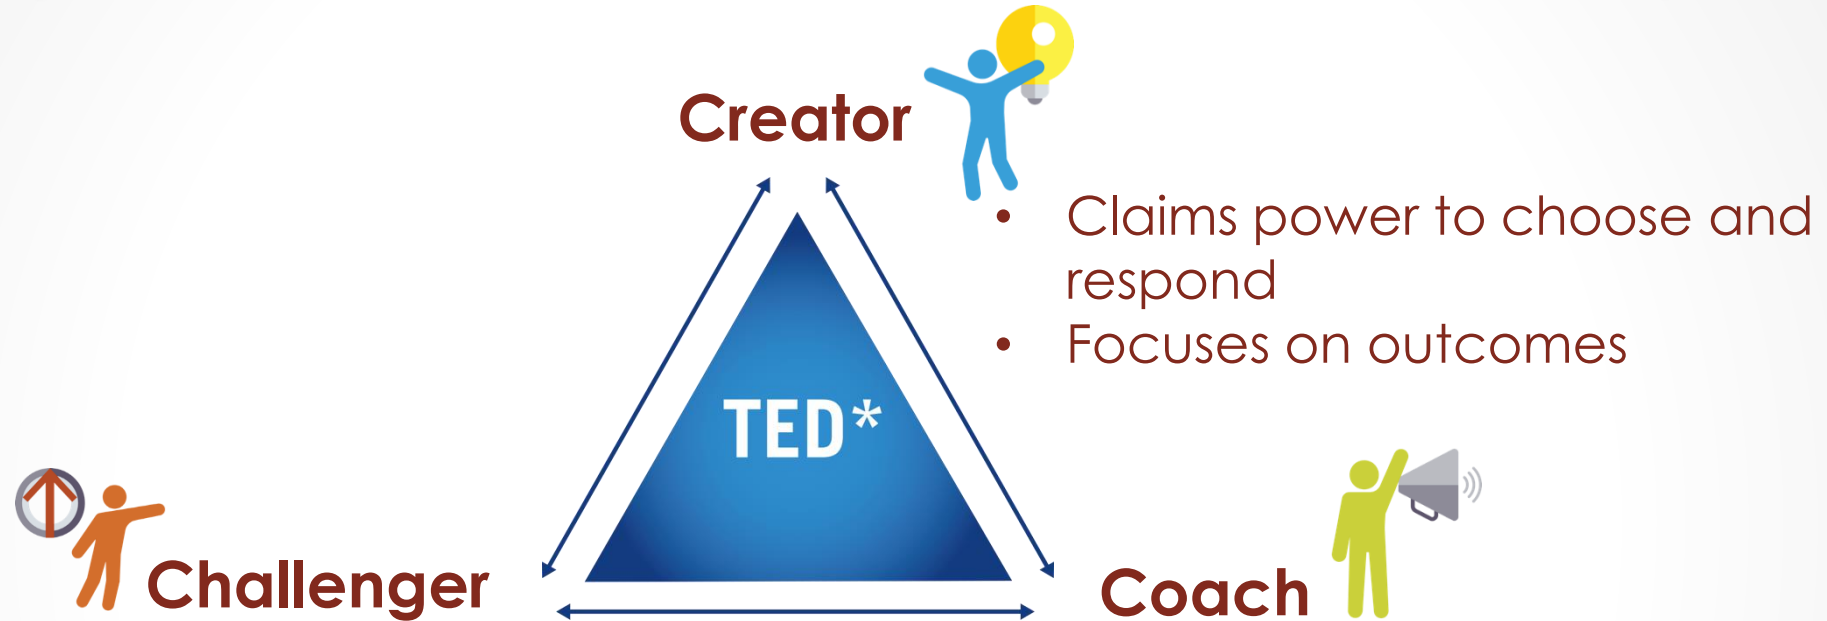 Creator
• Claims power to choose and
respond
• Focuses on outcomes
TED*
Challenger
Coach